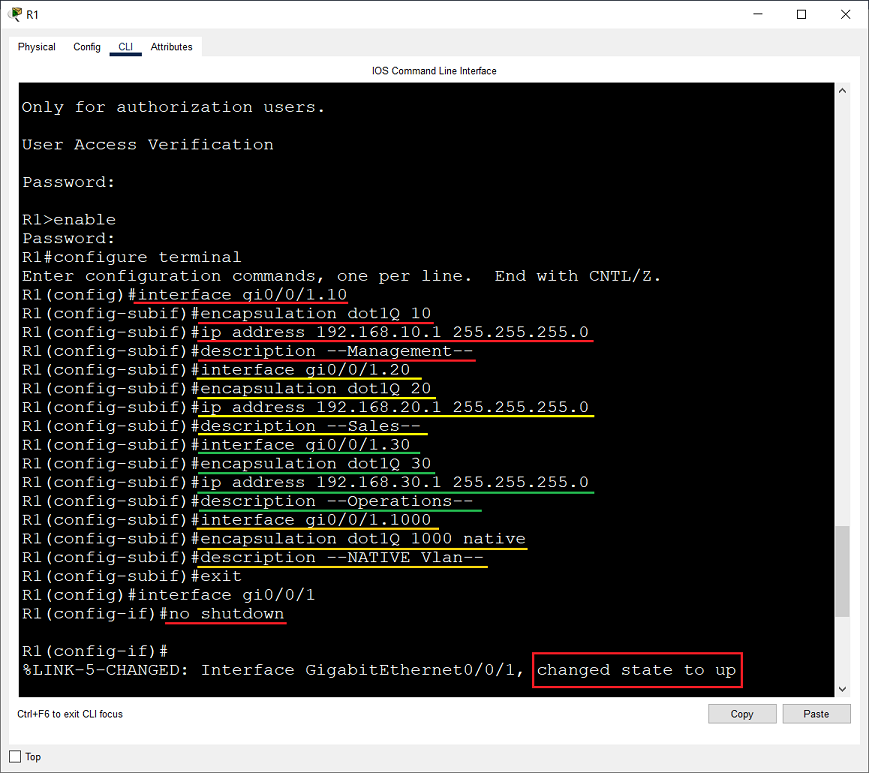 R1
Physical Config CLI Attributes
IOS Command Line Interface
Only for authorization users.
User Access Verification
Password:
R1>enable
Password:
R1#configure terminal
Enter configuration commands, one per line.  End with CNTL/Z.
R1(config)#interface gi0/0/1.10
R1(config-subif)#encapsulation dot1Q 10
R1(config-subif)#ip address 192.168.10.1 255.255.255.0
R1(config-subif)#description --Management--
R1(config-subif)#interface gi0/0/1.20
R1(config-subif)#encapsulation dot1Q 20
R1(config-subif)#ip address 192.168.20.1 255.255.255.0
R1(config-subif)#description --Sales--
R1(config-subif)#interface gi0/0/1.30
R1(config-subif)#encapsulation dot1Q 30
R1(config-subif)#ip address 192.168.30.1 255.255.255.0
R1(config-subif)#description --Operations--
R1(config-subif)#interface gi0/0/1.1000
R1(config-subif)#encapsulation dot1Q 1000 native
R1(config-subif)#description --NATIVE Vlan--
R1(config-subif)#exit
R1(config)#interface gi0/0/1
R1(config-if)#no shutdown
R1(config-if)#
%LINK-5-CHANGED: Interface GigabitEthernet0/0/1, changed state to up
Ctrl+F6 to exit CLI focus Copy Paste
Top